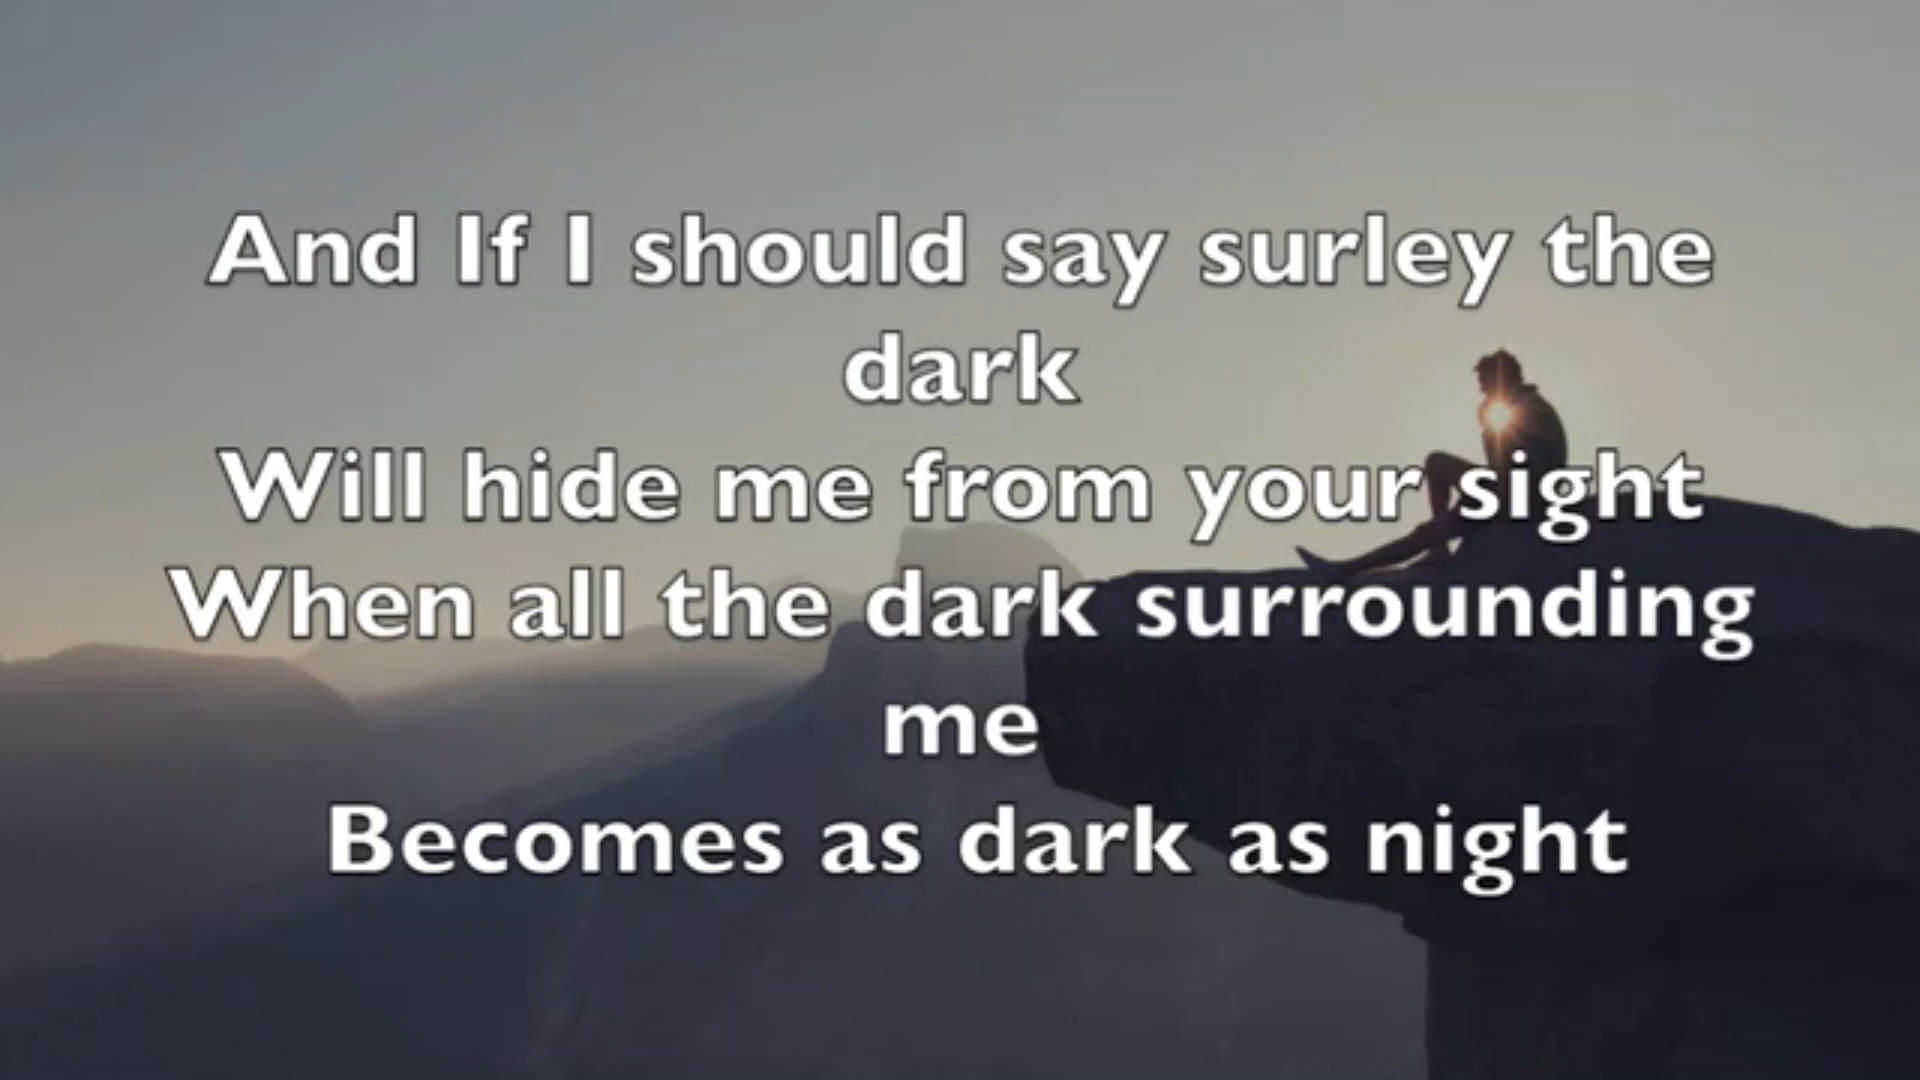 And If I should say surley the
dark
Will hide me from your sight
When all the dark surrounding
me
Becomes as dark as night